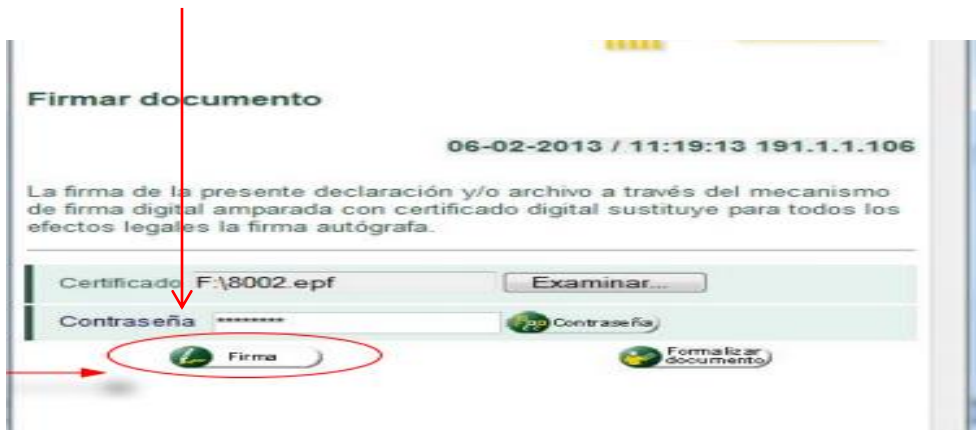 Firmar documento
06-02-2013 / 11:19:13 191.1.1.106
La firma de la presente declaración y/o archivo a través del mecanismo
de firma digital amparada con certificado digital sustituye para todos los
efectos legales la firma autógrafa.
Certificado F:\8002.epf Examinar...
Contraseña ******** Contraseña
Firma Formalizar
documento